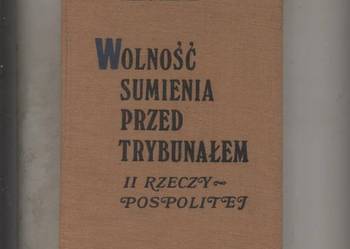 WOLNOŚĆ
SUMIENIA
PRZED
TRYBUNAŁEM
II RZECZY~
POSPOLITEJ